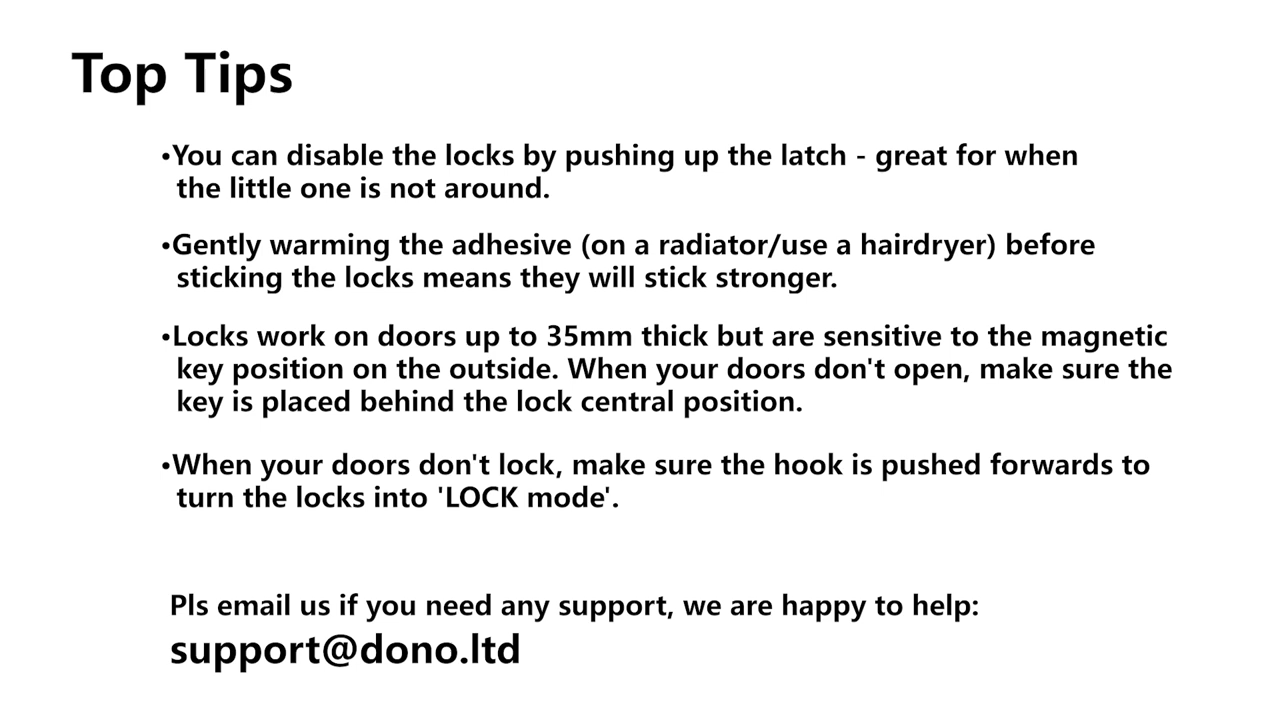 Top Tips
•You can disable the locks by pushing up the latch - great for when
the little one is not around.
•Gently warming the adhesive (on a radiator/use a hairdryer) before
sticking the locks means they will stick stronger.
•Locks work on doors up to 35mm thick but are sensitive to the magnetic
key position on the outside. When your doors don't open, make sure the
key is placed behind the lock central position.
•When your doors don't lock, make sure the hook is pushed forwards to
turn the locks into 'LOCK mode'.
Pls email us if you need any support, we are happy to help:
support@dono.ltd